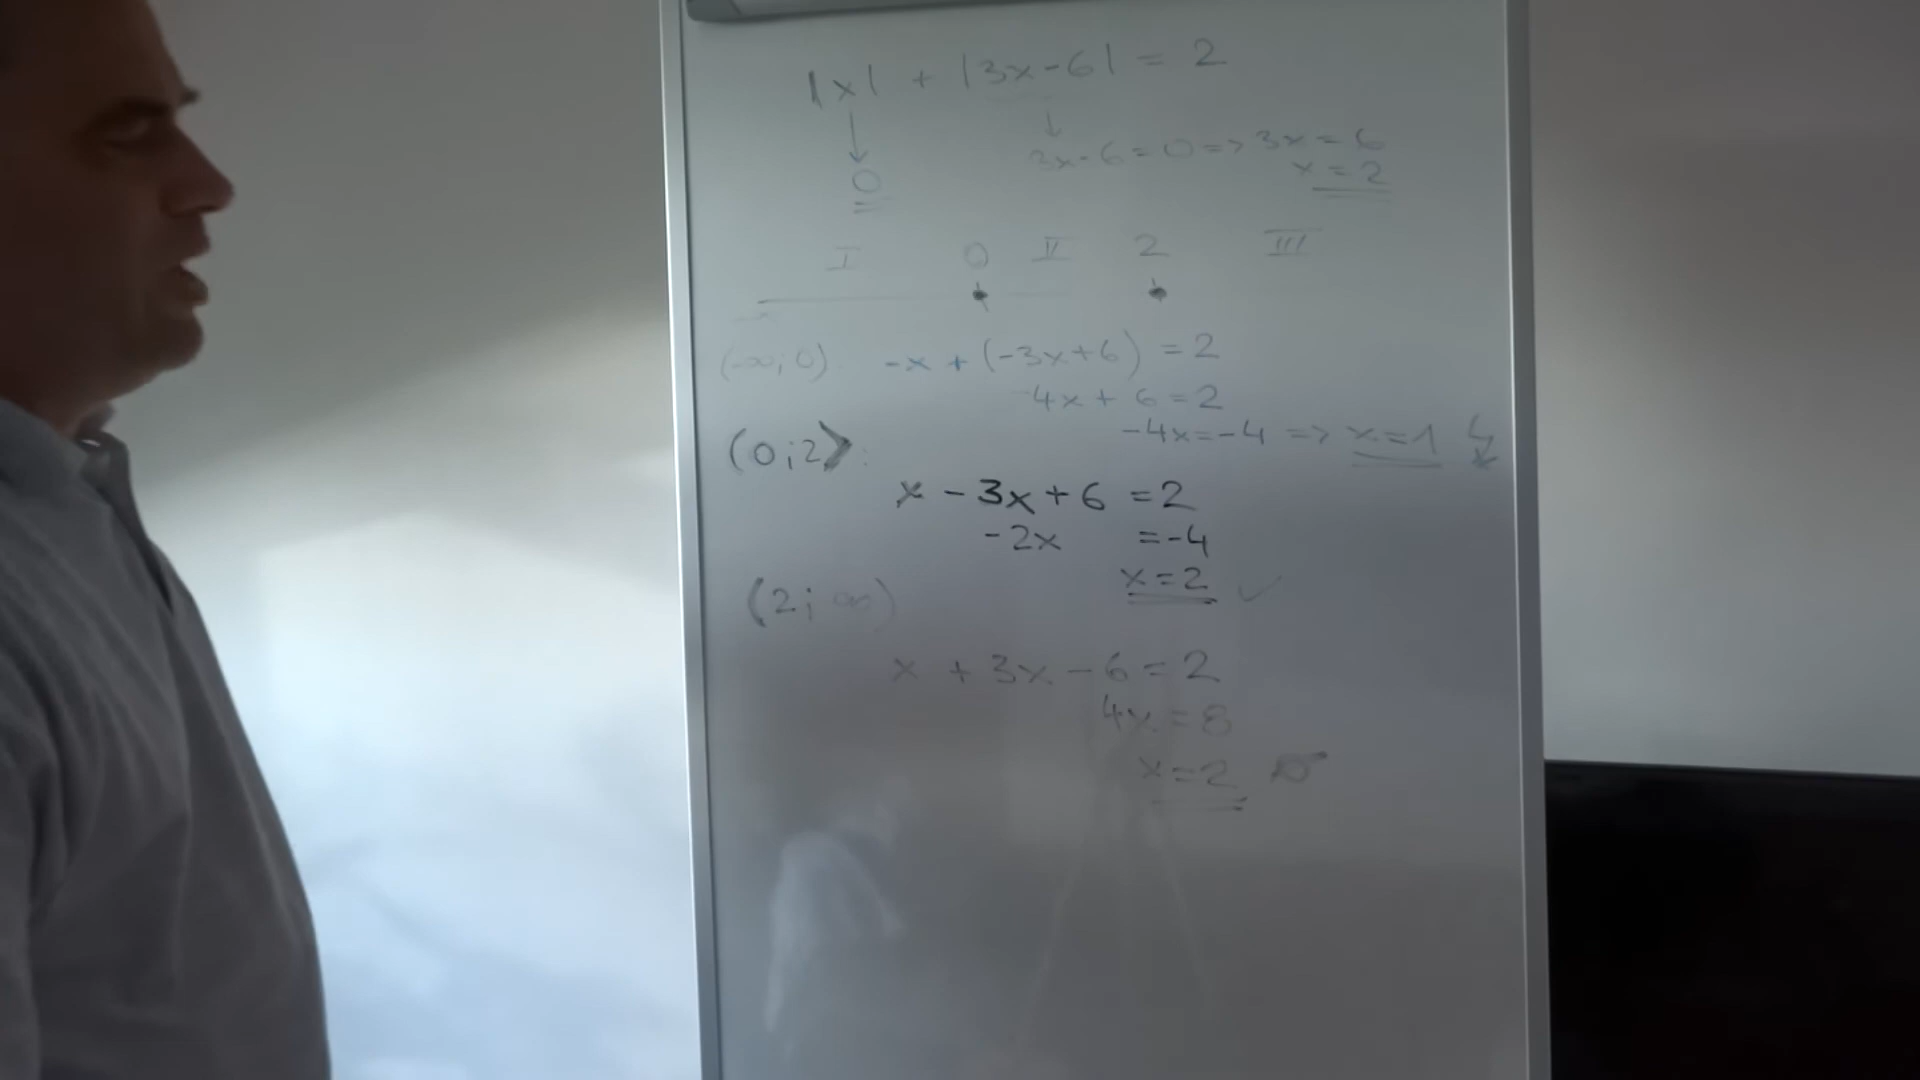 |x| + |3x-6| = 2
↓ ↓
0 3x-6=0=>3x=6
x=2
I 0 II 2 III
(-∞;0) -x + (-3x+6) = 2
-4x + 6 = 2
-4x=-4 => x=1
(0;2>:
x - 3x + 6 = 2
-2x = -4
x=2 ✓
(2; ∞)
x + 3x - 6 = 2
4x = 8
x=2